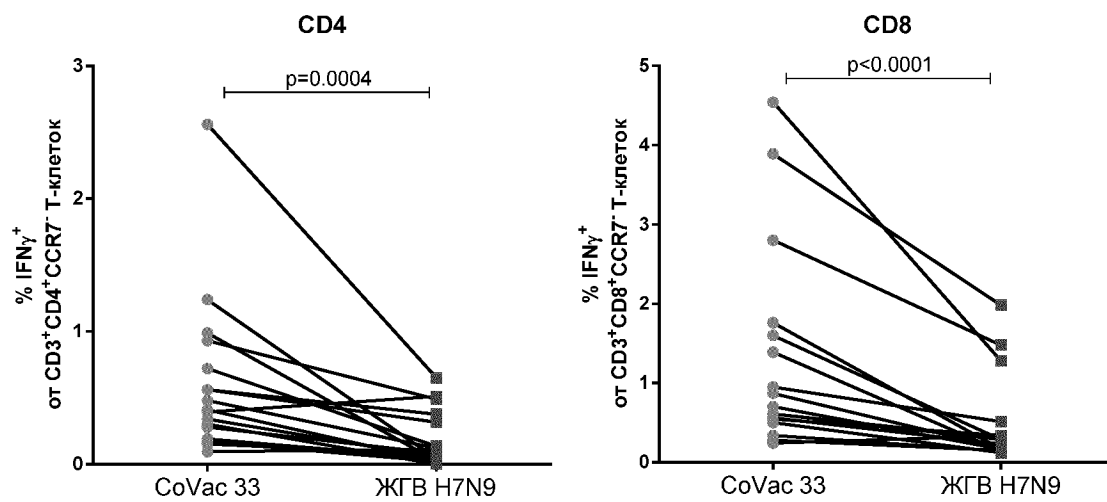 CD4
3
2
1
0
% IFNγ⁺
от CD3⁺CD4⁺CCR7⁻ Т-клеток
p=0.0004
CoVac 33
ЖГВ H7N9
CD8
5
4
3
2
1
0
% IFNγ⁺
от CD3⁺CD8⁺CCR7⁻ Т-клеток
p<0.0001
CoVac 33
ЖГВ H7N9